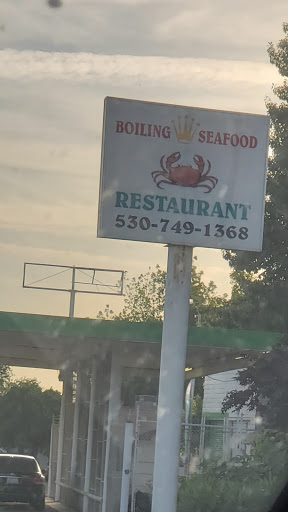 BOILING SEAFOOD
RESTAURANT
530-749-1368